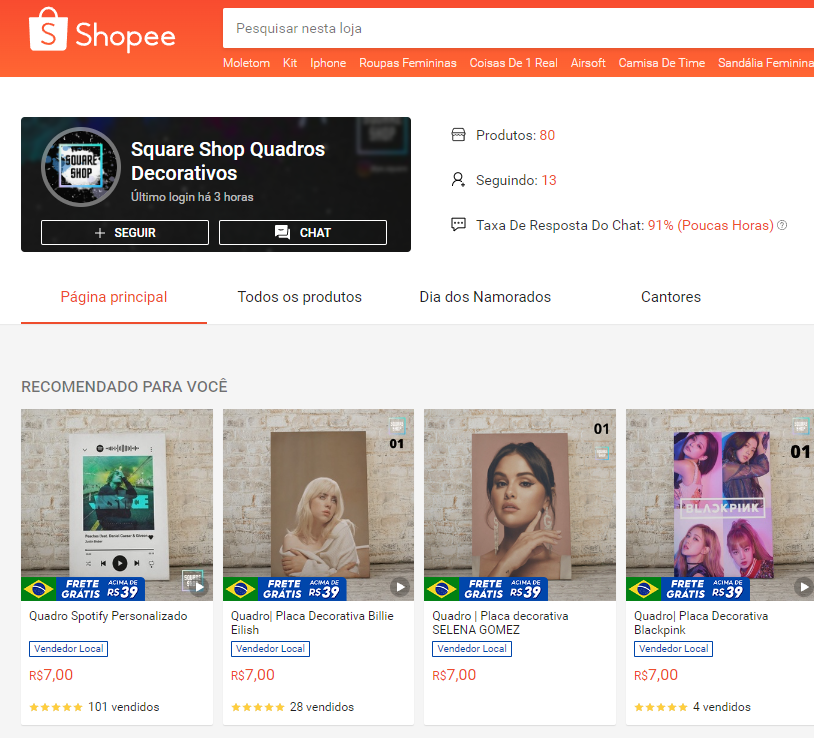 Shopee
Pesquisar nesta loja
Moletom Kit Iphone Roupas Femininas Coisas De 1 Real Airsoft Camisa De Time Sandália Feminina
SQUARE
SHOP
Square Shop Quadros
Decorativos
Último login há 3 horas
+ SEGUIR
CHAT
Produtos: 80
Seguindo: 13
Taxa De Resposta Do Chat: 91% (Poucas Horas)
Página principal
Todos os produtos
Dia dos Namorados
Cantores
RECOMENDADO PARA VOCÊ
FRETE GRÁTIS ACIMA DE R$39
Quadro Spotify Personalizado
Vendedor Local
R$7,00
101 vendidos
01
FRETE GRÁTIS ACIMA DE R$39
Quadro| Placa Decorativa Billie
Eilish
Vendedor Local
R$7,00
28 vendidos
01
FRETE GRÁTIS ACIMA DE R$39
Quadro | Placa decorativa
SELENA GOMEZ
Vendedor Local
R$7,00
01
BLACKPINK
FRETE GRÁTIS ACIMA DE R$39
Quadro| Placa Decorativa
Blackpink
Vendedor Local
R$7,00
4 vendidos